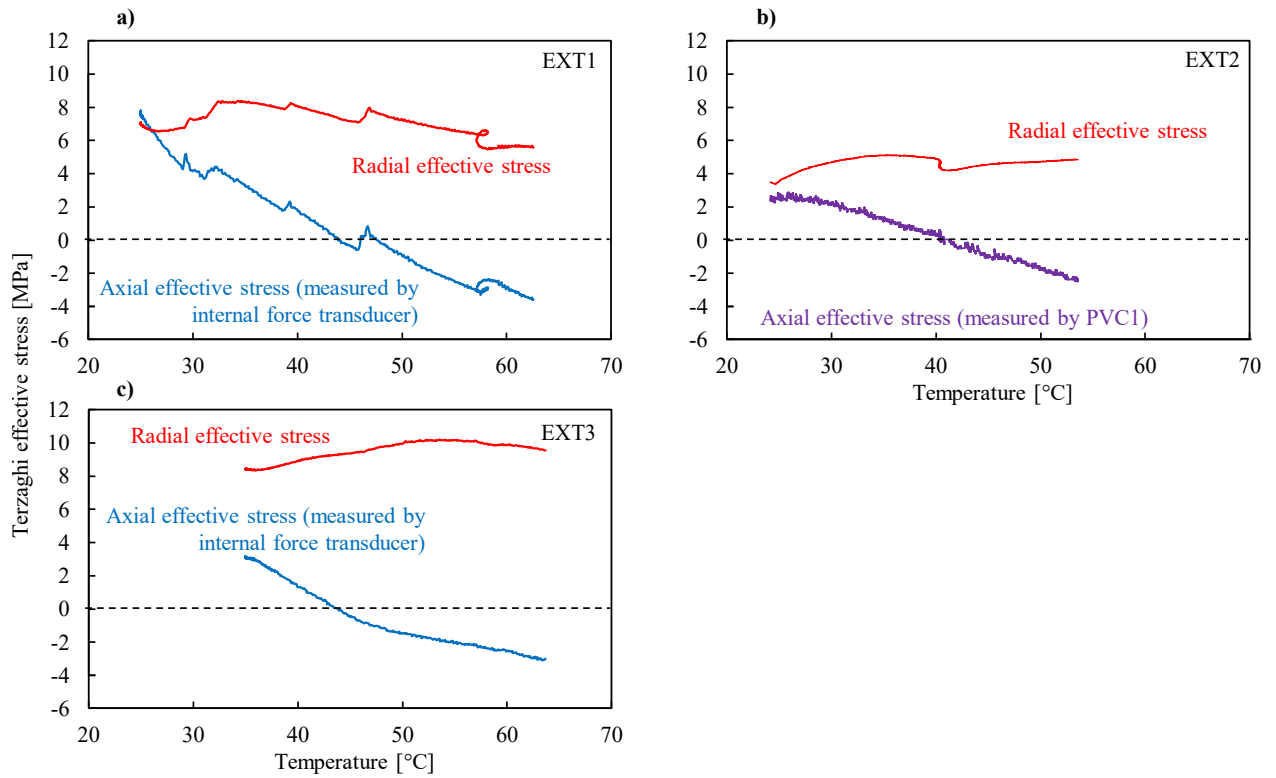 a)
12
10
8
6
4
2
0
-2
-4
-6
EXT1
Radial effective stress
Axial effective stress (measured by
internal force transducer)
20 30 40 50 60 70
b)
12
10
8
6
4
2
0
-2
-4
-6
EXT2
Radial effective stress
Axial effective stress (measured by PVC1)
20 30 40 50 60 70
Temperature [°C]
c)
12
10
8
6
4
2
0
-2
-4
-6
EXT3
Radial effective stress
Axial effective stress (measured by
internal force transducer)
20 30 40 50 60 70
Temperature [°C]
Terzaghi effective stress [MPa]